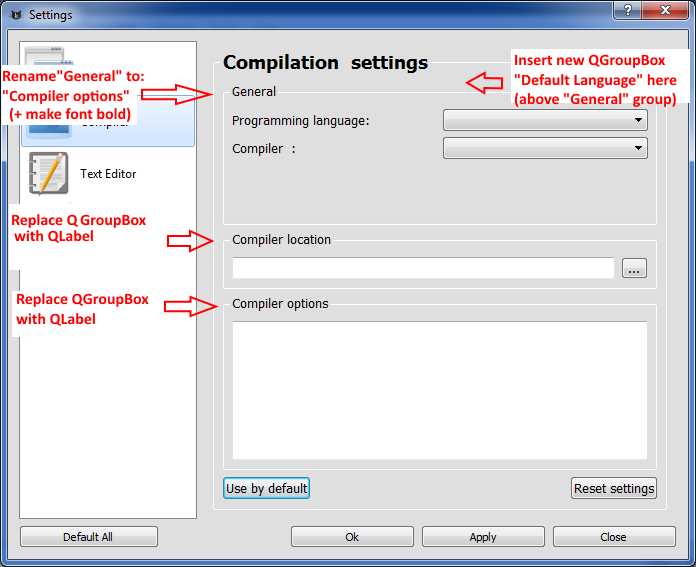 Settings
?
Rename"General" to:
"Compiler options"
(+ make font bold)
Compiler
Text Editor
Replace Q GroupBox
with QLabel
Replace QGroupBox
with QLabel
Compilation settings
Insert new QGroupBox
"Default Language" here
(above "General" group)
General
Programming language:
Compiler :
Compiler location
...
Compiler options
Use by default
Reset settings
Default All
Ok
Apply
Close